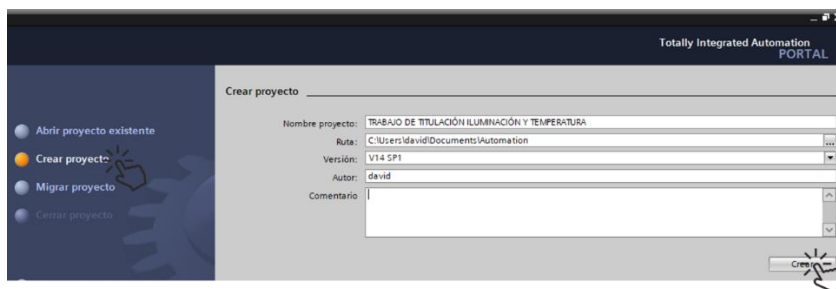 Totally Integrated Automation
PORTAL
Abrir proyecto existente
Crear proyecto
Migrar proyecto
Cerrar proyecto
Crear proyecto
Nombre proyecto: TRABAJO DE TITULACIÓN ILUMINACIÓN Y TEMPERATURA
Ruta: C:\Users\david\Documents\Automation
...
Versión: V14 SP1
Autor: david
Comentario
Crear